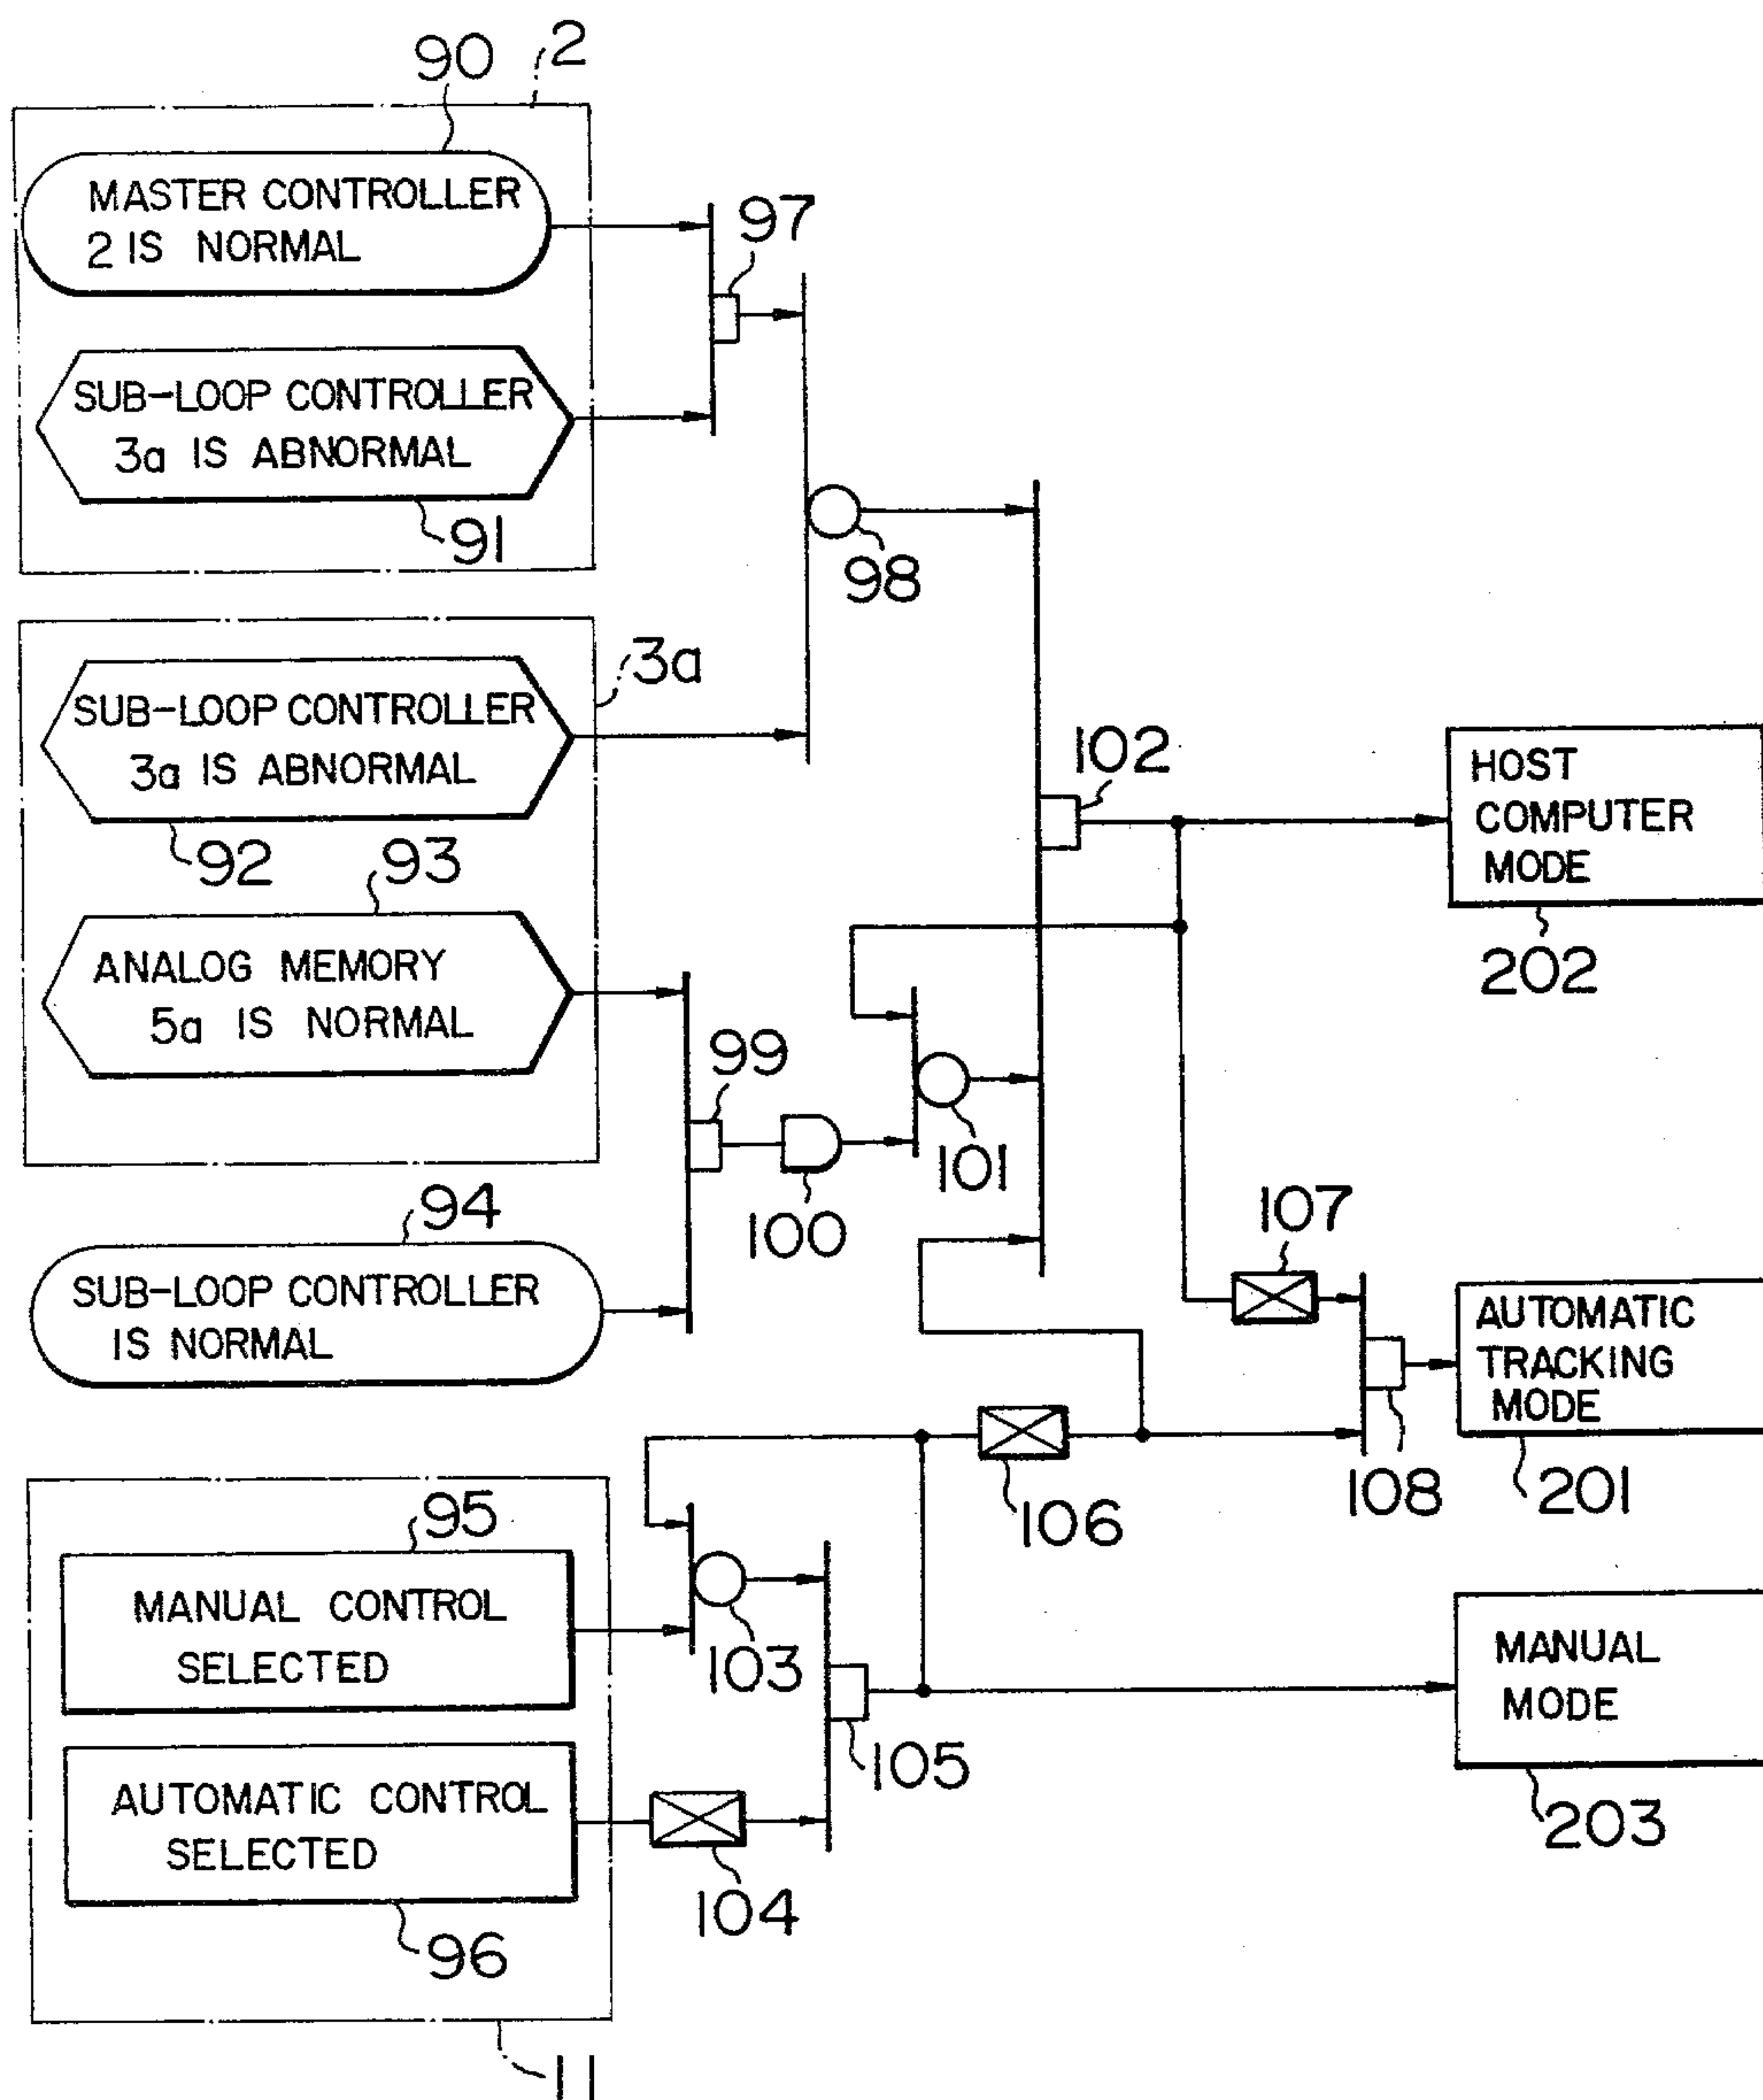 90
2
MASTER CONTROLLER
2 IS NORMAL
97
SUB-LOOP CONTROLLER
3a IS ABNORMAL
91
98
3a
SUB-LOOP CONTROLLER
3a IS ABNORMAL
92
93
102
HOST
COMPUTER
MODE
202
ANALOG MEMORY
5a IS NORMAL
99
100
101
94
SUB-LOOP CONTROLLER
IS NORMAL
107
AUTOMATIC
TRACKING
MODE
108
201
106
95
MANUAL CONTROL
SELECTED
103
105
MANUAL
MODE
203
AUTOMATIC CONTROL
SELECTED
104
96
11